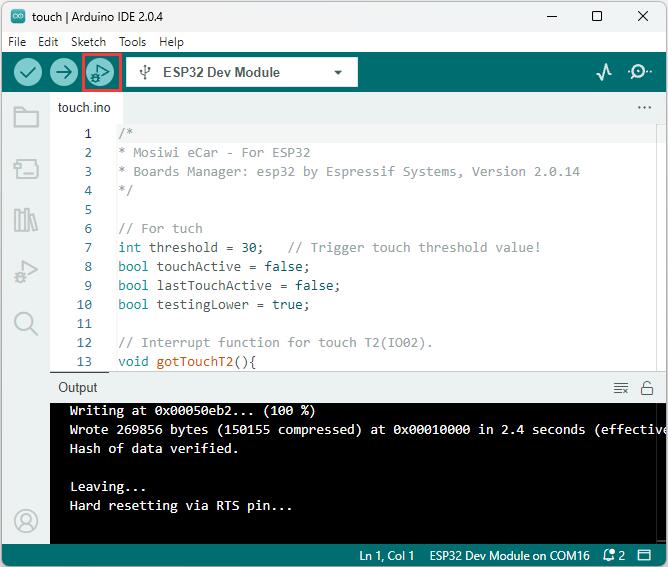 touch | Arduino IDE 2.0.4
File Edit Sketch Tools Help
ESP32 Dev Module
touch.ino
1 /*
2 * Mosiwi eCar - For ESP32
3 * Boards Manager: esp32 by Espressif Systems, Version 2.0.14
4 */
5
6 // For tuch
7 int threshold = 30;   // Trigger touch threshold value!
8 bool touchActive = false;
9 bool lastTouchActive = false;
10 bool testingLower = true;
11
12 // Interrupt function for touch T2(IO02).
13 void gotTouchT2(){
Output
Writing at 0x00050eb2... (100 %)
Wrote 269856 bytes (150155 compressed) at 0x00010000 in 2.4 seconds (effective
Hash of data verified.
Leaving...
Hard resetting via RTS pin...
Ln 1, Col 1 ESP32 Dev Module on COM16 2